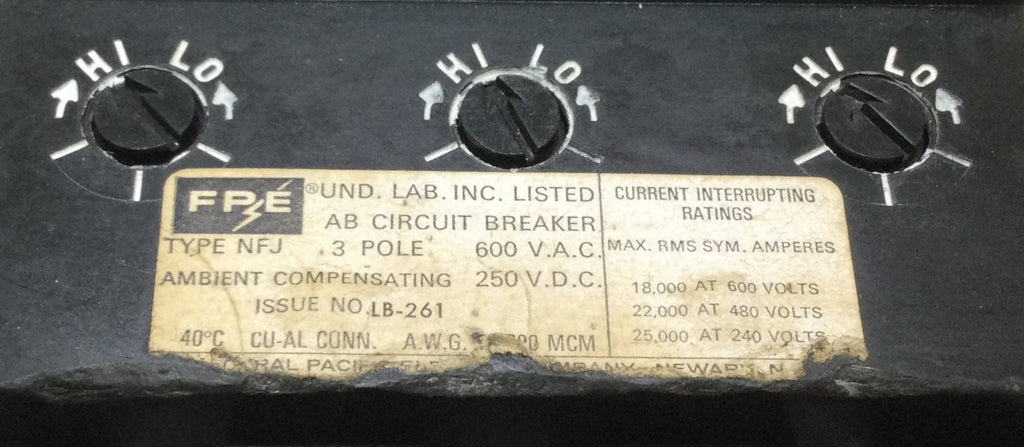 HI LO HI LO HI LO
FPE ® UND. LAB. INC. LISTED
AB CIRCUIT BREAKER
TYPE NFJ 3 POLE 600 V.A.C.
AMBIENT COMPENSATING 250 V.D.C.
ISSUE NO. LB-261
40°C CU-AL CONN. A.W.G. MCM
CURRENT INTERRUPTING
RATINGS
MAX. RMS SYM. AMPERES
18,000 AT 600 VOLTS
22,000 AT 480 VOLTS
25,000 AT 240 VOLTS